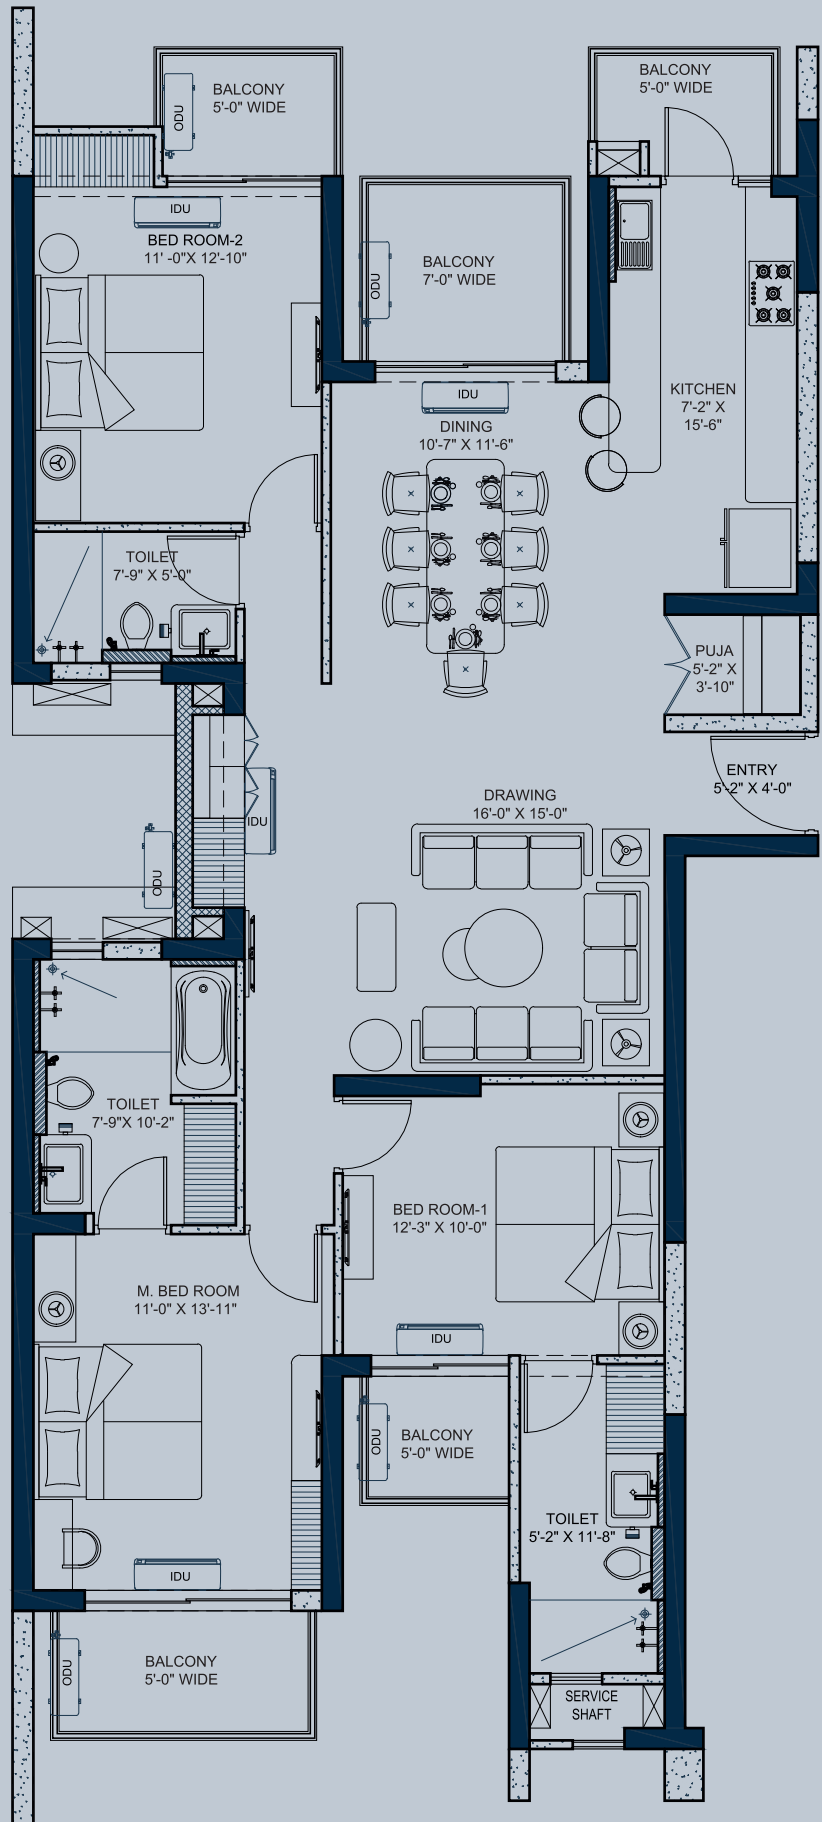 BALCONY
5'-0" WIDE
ODU
BALCONY
5'-0" WIDE
IDU
BED ROOM-2
11' -0"X 12'-10"
BALCONY
7'-0" WIDE
ODU
IDU
DINING
10'-7" X 11'-6"
KITCHEN
7'-2" X
15'-6"
TOILET
7'-9" X 5'-0"
PUJA
5'-2" X
3'-10"
ENTRY
5'-2" X 4'-0"
DRAWING
16'-0" X 15'-0"
IDU
ODU
TOILET
7'-9"X 10'-2"
BED ROOM-1
12'-3" X 10'-0"
M. BED ROOM
11'-0" X 13'-11"
IDU
BALCONY
5'-0" WIDE
ODU
TOILET
5'-2" X 11'-8"
IDU
BALCONY
5'-0" WIDE
ODU
SERVICE
SHAFT